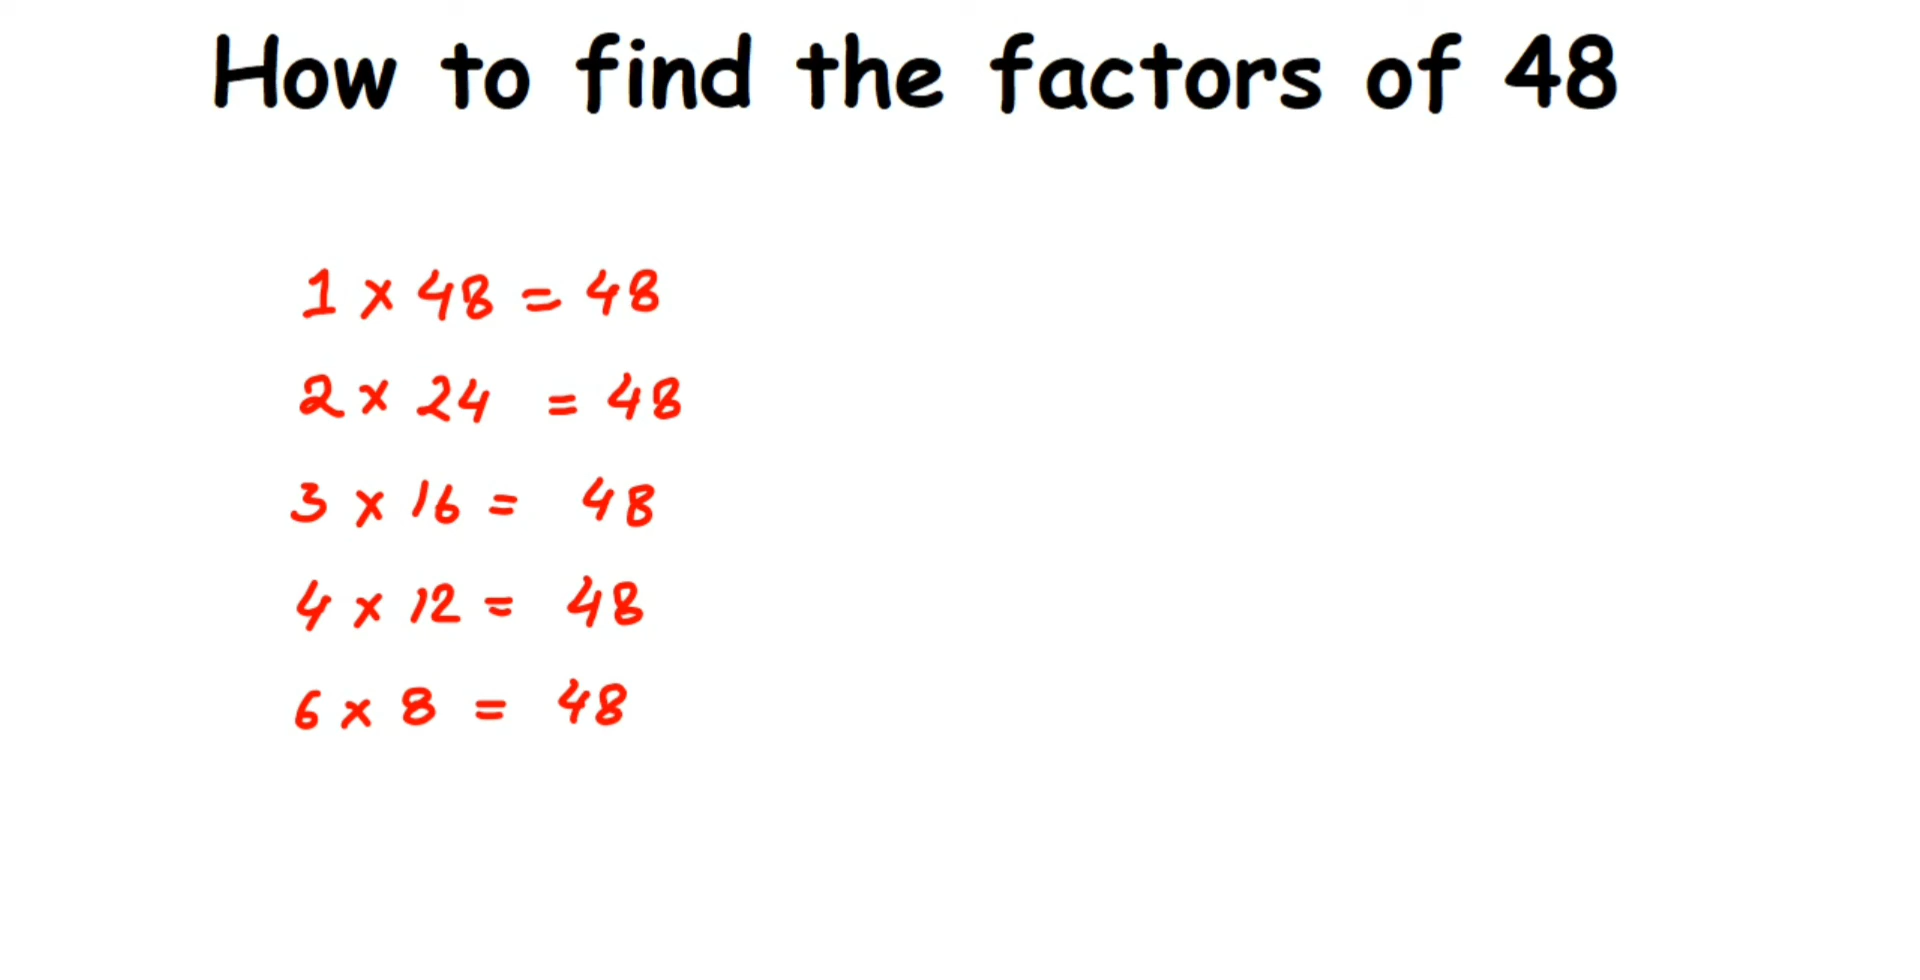 How to find the factors of 48
1 × 48 = 48
2 × 24 = 48
3 × 16 = 48
4 × 12 = 48
6 × 8 = 48